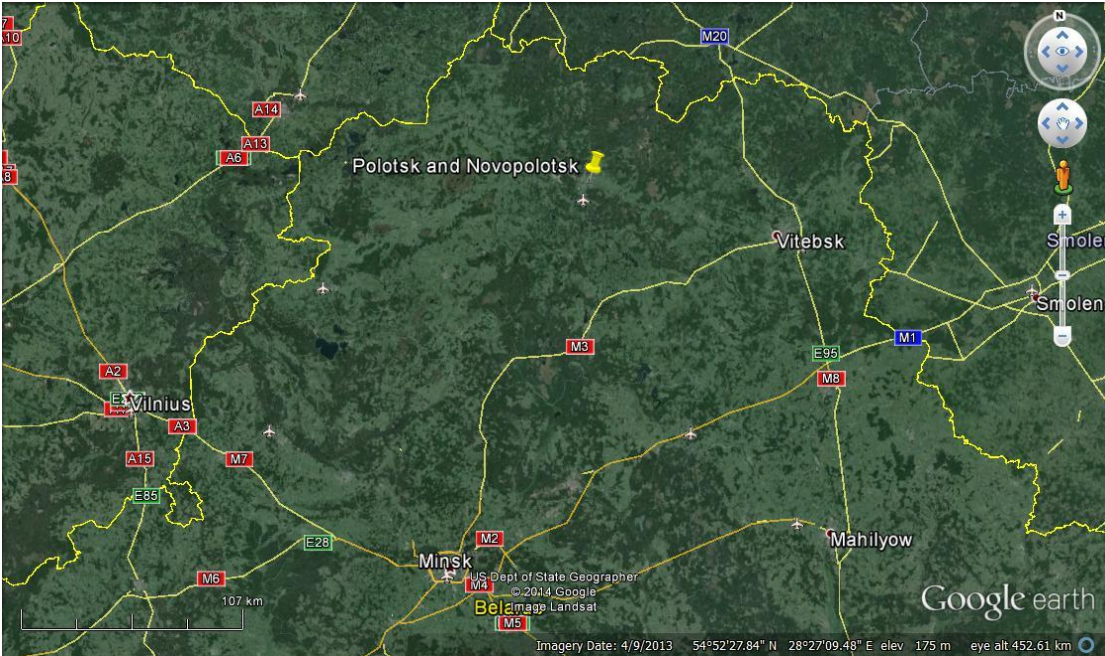 M20
N
A10
A14
A13
A6
Polotsk and Novopolotsk
Vitebsk
Smolen
M1
M3
E95
M8
A2
Vilnius
A3
A15
M7
E85
E28
M2
Minsk
Mahilyow
M6
M4
US Dept of State Geographer
© 2014 Google
Image Landsat
M5
107 km
Google earth
Imagery Date: 4/9/2013 54°52'27.84" N 28°27'09.48" E elev 175 m eye alt 452.61 km